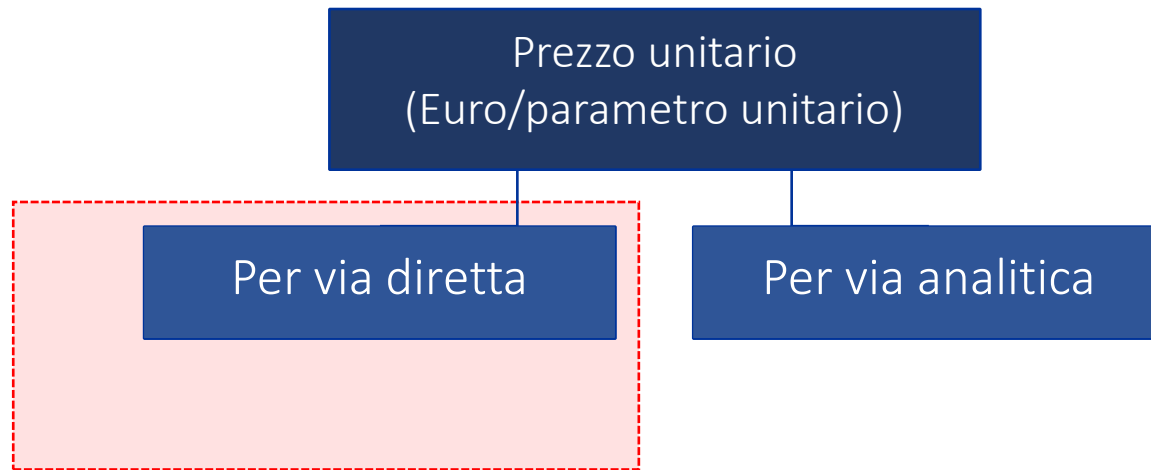 Prezzo unitario
(Euro/parametro unitario)
Per via diretta
Per via analitica